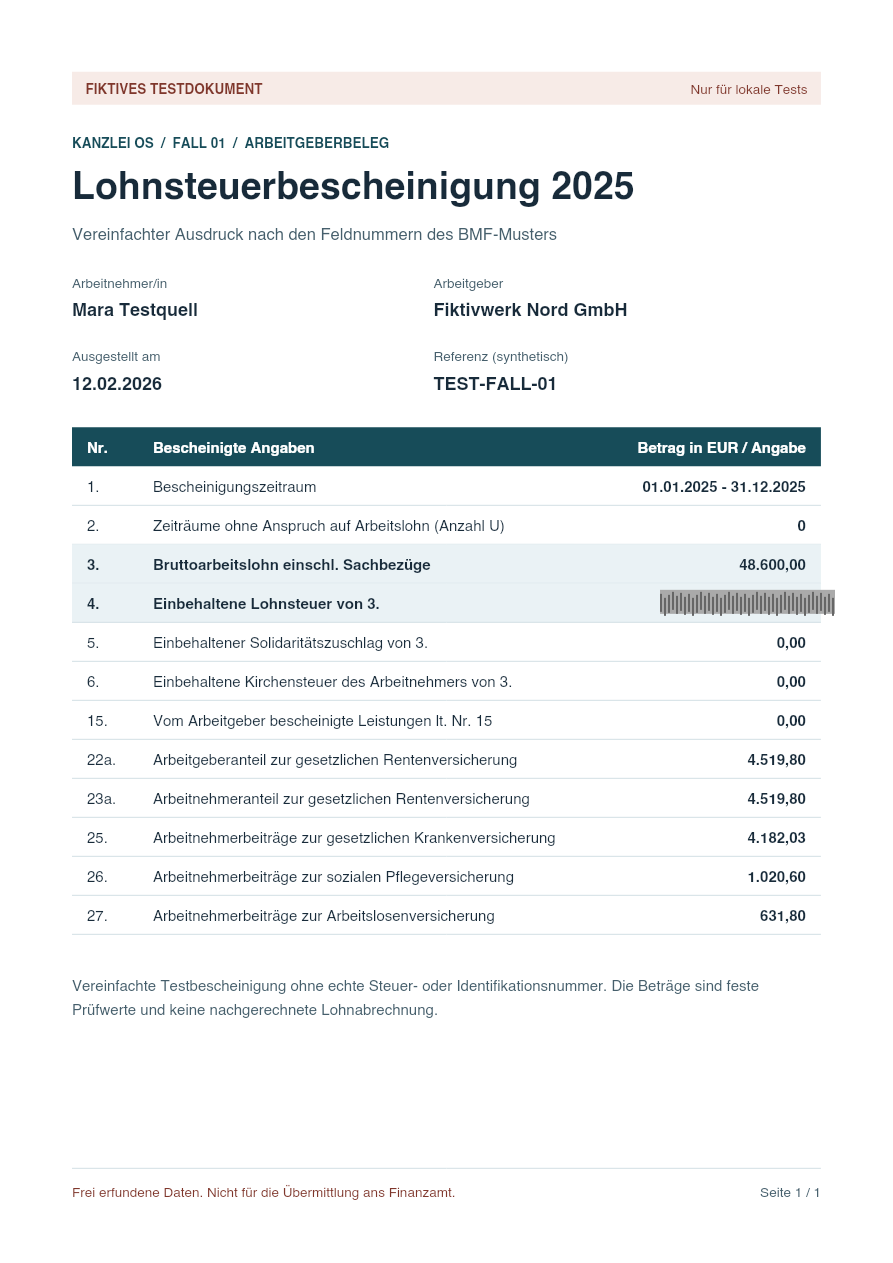 FIKTIVES TESTDOKUMENT Nur für lokale Tests
KANZLEI OS / FALL 01 / ARBEITGEBERBELEG
Lohnsteuerbescheinigung 2025
Vereinfachter Ausdruck nach den Feldnummern des BMF-Musters
Arbeitnehmer/in Arbeitgeber
Mara Testquell Fiktivwerk Nord GmbH
Ausgestellt am Referenz (synthetisch)
12.02.2026 TEST-FALL-01
Nr. Bescheinigte Angaben Betrag in EUR / Angabe
1. Bescheinigungszeitraum 01.01.2025 - 31.12.2025
2. Zeiträume ohne Anspruch auf Arbeitslohn (Anzahl U) 0
3. Bruttoarbeitslohn einschl. Sachbezüge 48.600,00
4. Einbehaltene Lohnsteuer von 3.
5. Einbehaltener Solidaritätszuschlag von 3. 0,00
6. Einbehaltene Kirchensteuer des Arbeitnehmers von 3. 0,00
15. Vom Arbeitgeber bescheinigte Leistungen lt. Nr. 15 0,00
22a. Arbeitgeberanteil zur gesetzlichen Rentenversicherung 4.519,80
23a. Arbeitnehmeranteil zur gesetzlichen Rentenversicherung 4.519,80
25. Arbeitnehmerbeiträge zur gesetzlichen Krankenversicherung 4.182,03
26. Arbeitnehmerbeiträge zur sozialen Pflegeversicherung 1.020,60
27. Arbeitnehmerbeiträge zur Arbeitslosenversicherung 631,80
Vereinfachte Testbescheinigung ohne echte Steuer- oder Identifikationsnummer. Die Beträge sind feste
Prüfwerte und keine nachgerechnete Lohnabrechnung.
Frei erfundene Daten. Nicht für die Übermittlung ans Finanzamt. Seite 1 / 1